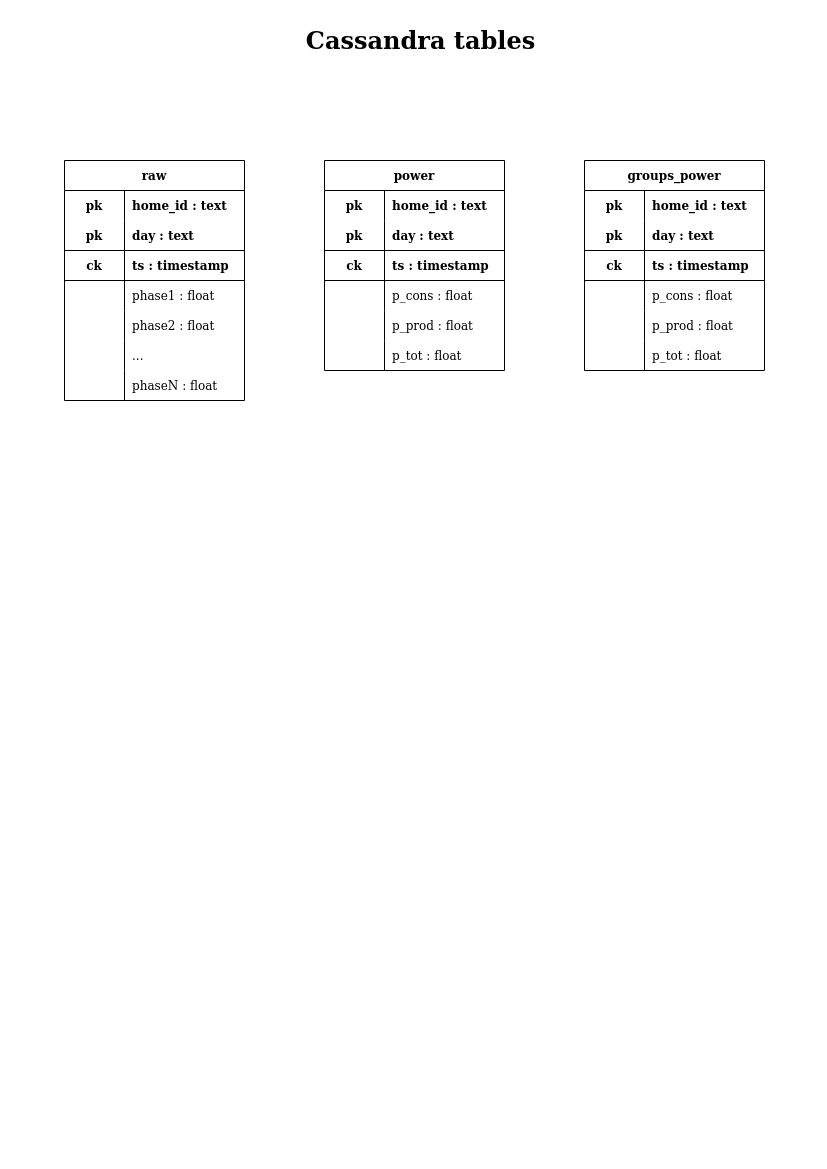 Cassandra tables
raw
pk home_id : text
pk day : text
ck ts : timestamp
phase1 : float
phase2 : float
...
phaseN : float
power
pk home_id : text
pk day : text
ck ts : timestamp
p_cons : float
p_prod : float
p_tot : float
groups_power
pk home_id : text
pk day : text
ck ts : timestamp
p_cons : float
p_prod : float
p_tot : float